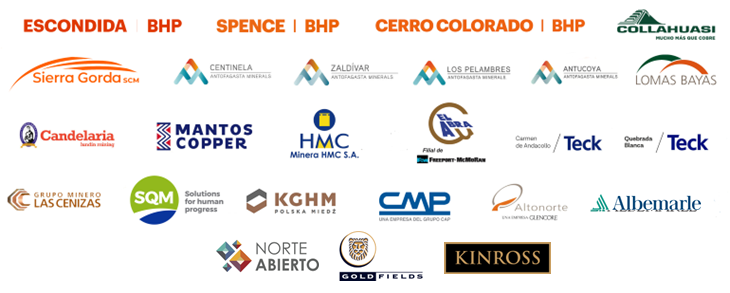 ESCONDIDA | BHP
SPENCE | BHP
CERRO COLORADO | BHP
COLLAHUASI
MUCHO MÁS QUE COBRE
Sierra Gorda SCM
CENTINELA
ANTOFAGASTA MINERALS
ZALDÍVAR
ANTOFAGASTA MINERALS
LOS PELAMBRES
ANTOFAGASTA MINERALS
ANTUCOYA
ANTOFAGASTA MINERALS
LOMAS BAYAS
Candelaria
lundin mining
MANTOS
COPPER
HMC
Minera HMC S.A.
EL
ABRA
Filial de
FREEPORT-McMoRAN
Carmen
de Andacollo
Teck
Quebrada
Blanca
Teck
GRUPO MINERO
LAS CENIZAS
SQM
Solutions
for human
progress
KGHM
POLSKA MIEDŹ
CMP
UNA EMPRESA DEL GRUPO CAP
Altonorte
UNA EMPRESA GLENCORE
Albemarle
NORTE
ABIERTO
GOLD FIELDS
KINROSS